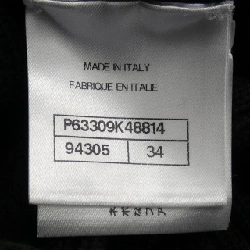 MADE IN ITALY
FABRIQUE EN ITALIE
P63309K48814
94305 34